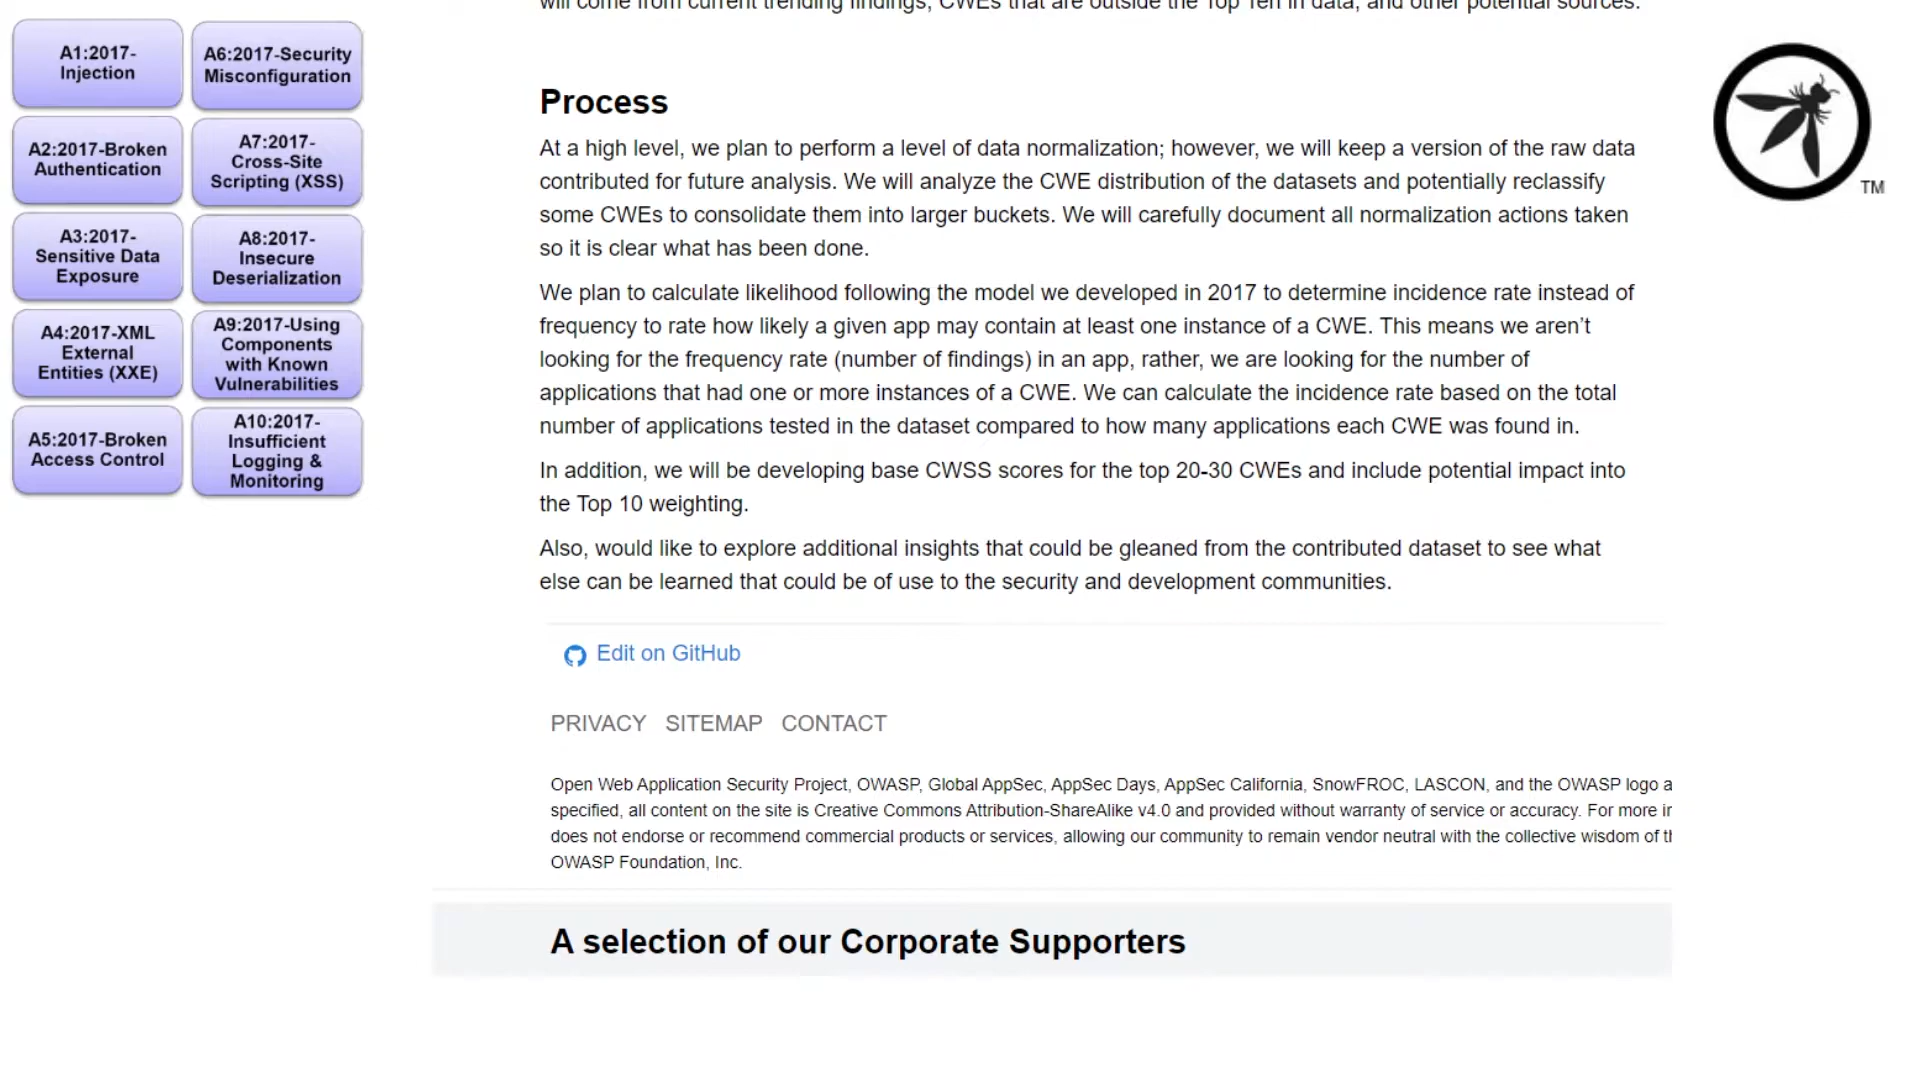 will come from current trending findings, CWEs that are outside the Top Ten in data, and other potential sources.
A1:2017-
Injection
A6:2017-Security
Misconfiguration
A2:2017-Broken
Authentication
A7:2017-
Cross-Site
Scripting (XSS)
A3:2017-
Sensitive Data
Exposure
A8:2017-
Insecure
Deserialization
A4:2017-XML
External
Entities (XXE)
A9:2017-Using
Components
with Known
Vulnerabilities
A5:2017-Broken
Access Control
A10:2017-
Insufficient
Logging &
Monitoring
Process
At a high level, we plan to perform a level of data normalization; however, we will keep a version of the raw data
contributed for future analysis. We will analyze the CWE distribution of the datasets and potentially reclassify
some CWEs to consolidate them into larger buckets. We will carefully document all normalization actions taken
so it is clear what has been done.
We plan to calculate likelihood following the model we developed in 2017 to determine incidence rate instead of
frequency to rate how likely a given app may contain at least one instance of a CWE. This means we aren’t
looking for the frequency rate (number of findings) in an app, rather, we are looking for the number of
applications that had one or more instances of a CWE. We can calculate the incidence rate based on the total
number of applications tested in the dataset compared to how many applications each CWE was found in.
In addition, we will be developing base CWSS scores for the top 20-30 CWEs and include potential impact into
the Top 10 weighting.
Also, would like to explore additional insights that could be gleaned from the contributed dataset to see what
else can be learned that could be of use to the security and development communities.
Edit on GitHub
PRIVACY SITEMAP CONTACT
Open Web Application Security Project, OWASP, Global AppSec, AppSec Days, AppSec California, SnowFROC, LASCON, and the OWASP logo
specified, all content on the site is Creative Commons Attribution-ShareAlike v4.0 and provided without warranty of service or accuracy. For more
does not endorse or recommend commercial products or services, allowing our community to remain vendor neutral with the collective wisdom of
OWASP Foundation, Inc.
A selection of our Corporate Supporters
TM